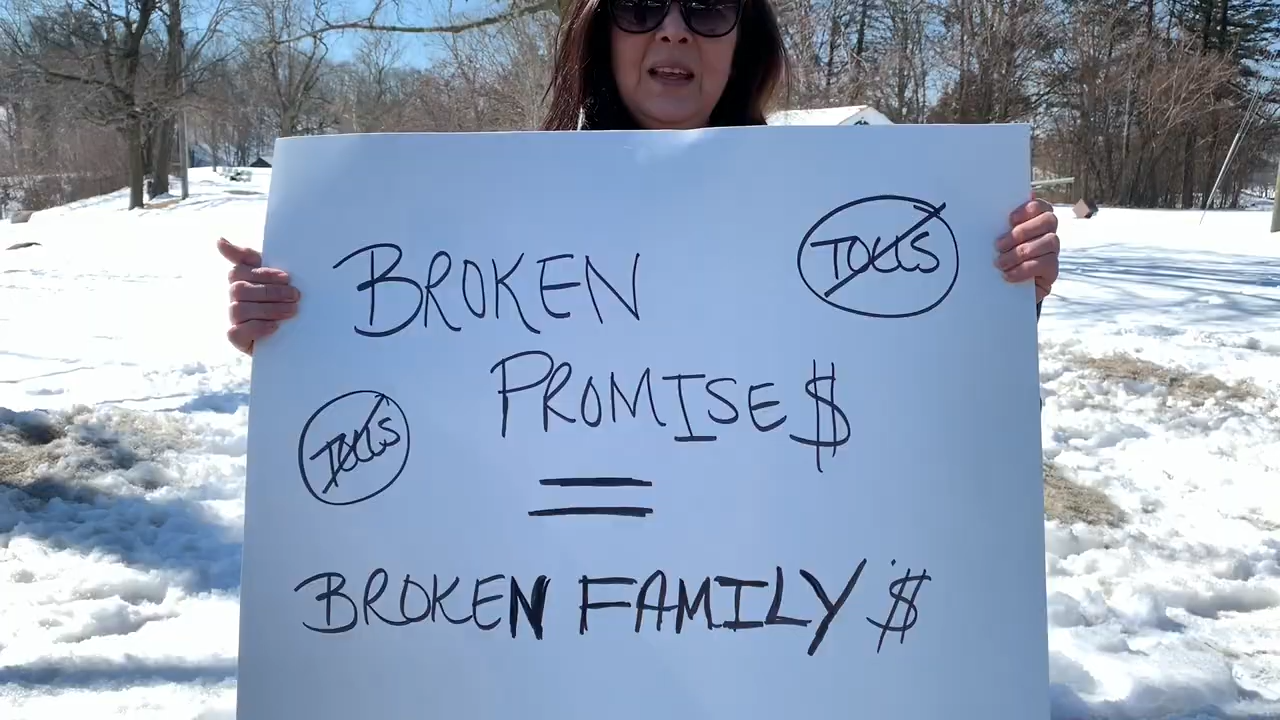 BROKEN
TOLLS
PROMISE$
TOLLS
=
BROKEN FAMILY $